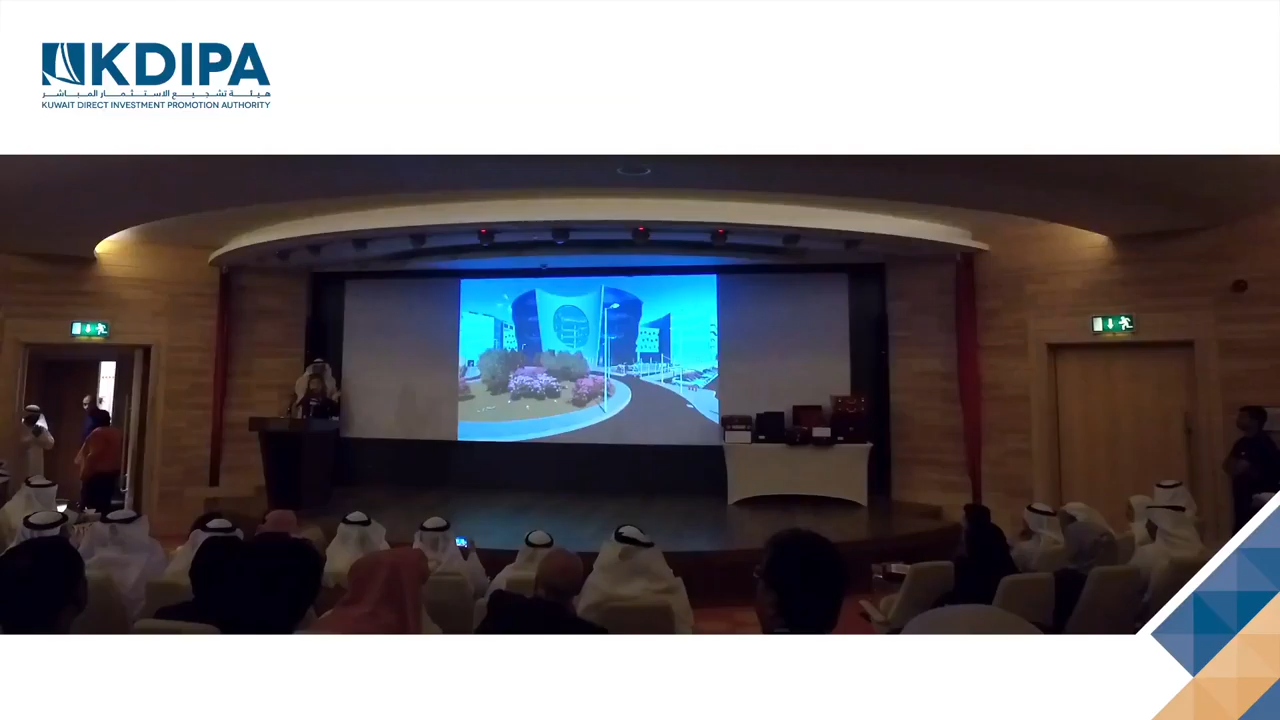 KDIPA
هيئة تشجيع الاستثمار المباشر
KUWAIT DIRECT INVESTMENT PROMOTION AUTHORITY